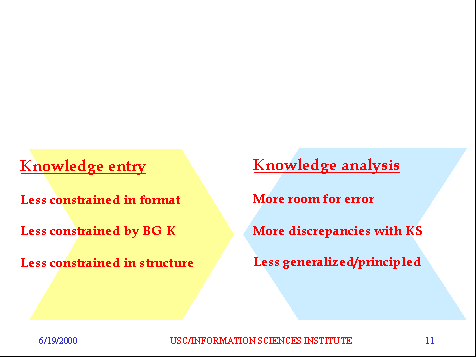 Knowledge entry
Less constrained in format
Less constrained by BG K
Less constrained in structure
Knowledge analysis
More room for error
More discrepancies with KS
Less generalized/principled
6/19/2000 USC/INFORMATION SCIENCES INSTITUTE 11